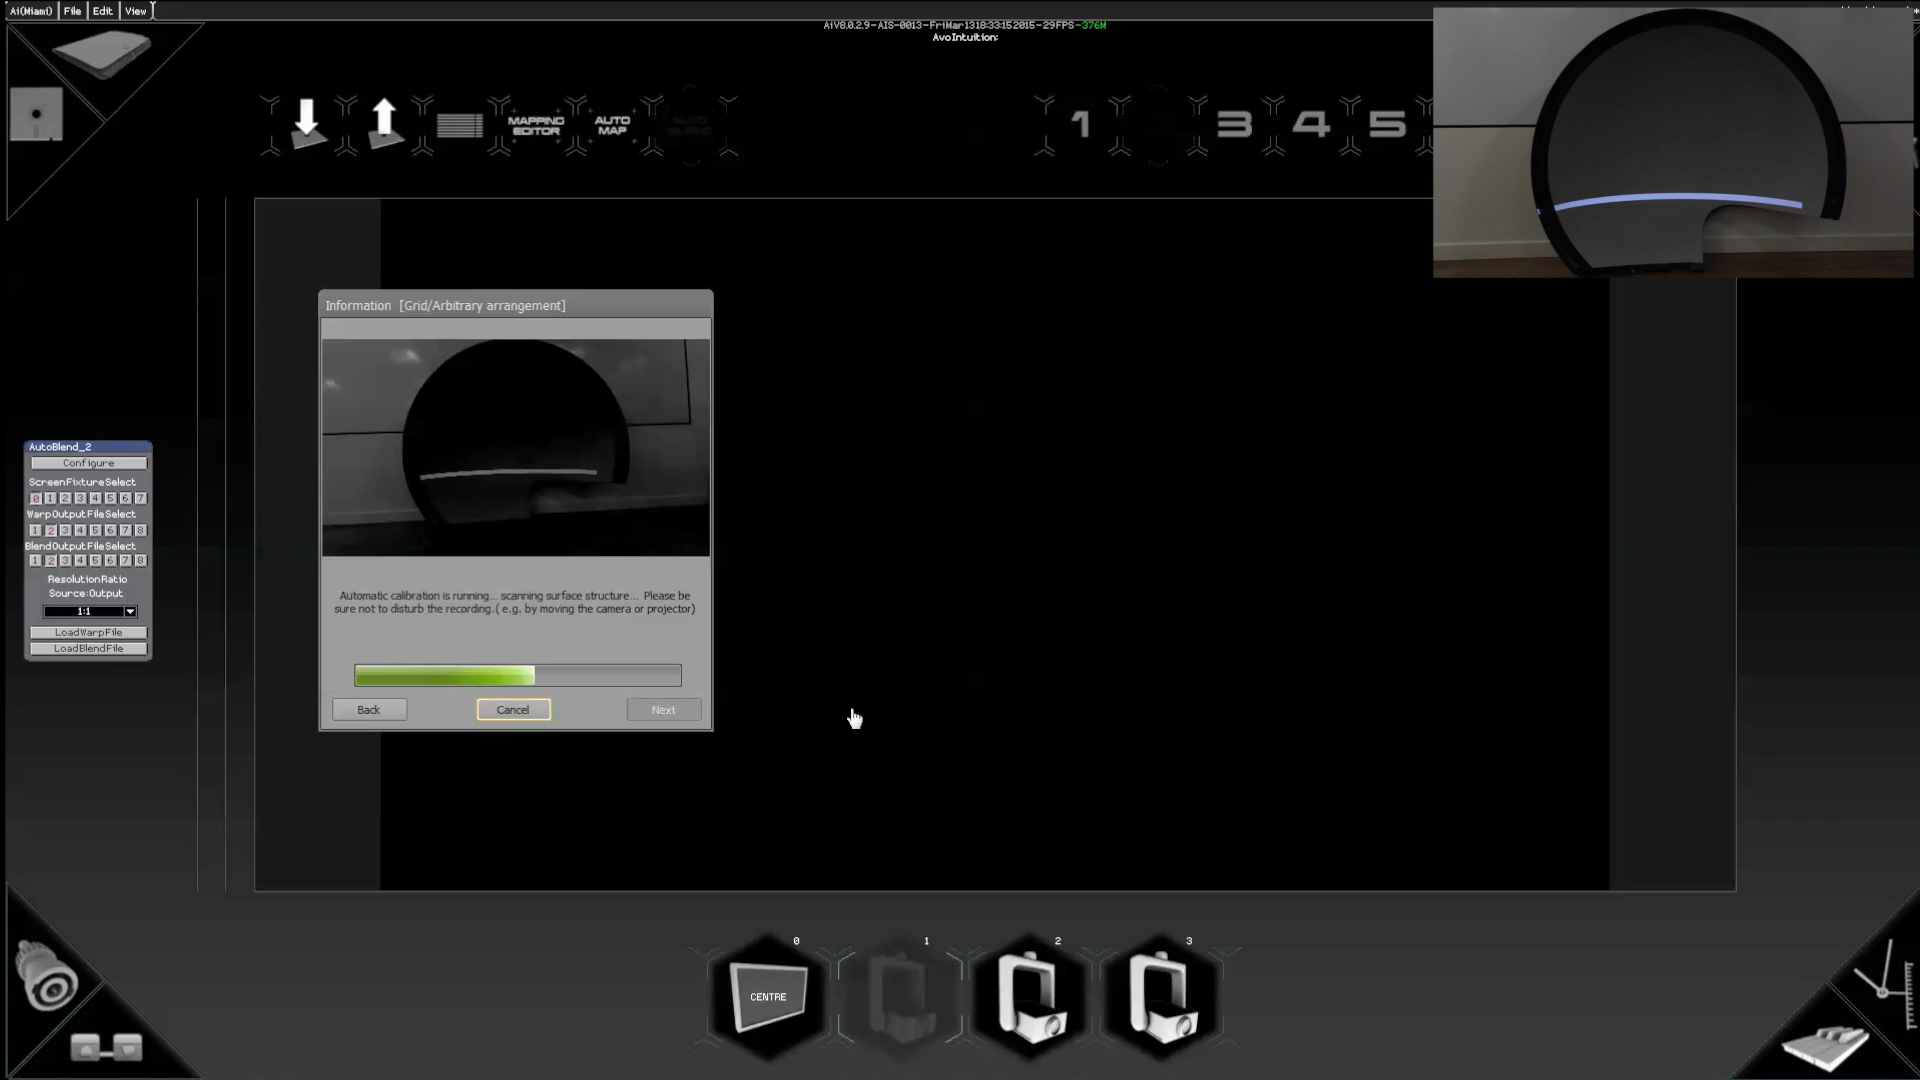 Ai(Miami) File Edit View
AiV8.0.2.9-AIS-0013-FriMar1318:33:152015-29FPS-376M
AvoIntuition:
MAPPING EDITOR
AUTO MAP
1 3 4 5
Information [Grid/Arbitrary arrangement]
Automatic calibration is running... scanning surface structure... Please be
sure not to disturb the recording.( e.g. by moving the camera or projector)
Back Cancel Next
AutoBlend_2
Configure
ScreenFixtureSelect
0 1 2 3 4 5 6 7
WarpOutputFileSelect
1 2 3 4 5 6 7 8
BlendOutputFileSelect
1 2 3 4 5 6 7 8
ResolutionRatio
Source:Output
1:1
LoadWarpFile
LoadBlendFile
0 1 2 3
CENTRE